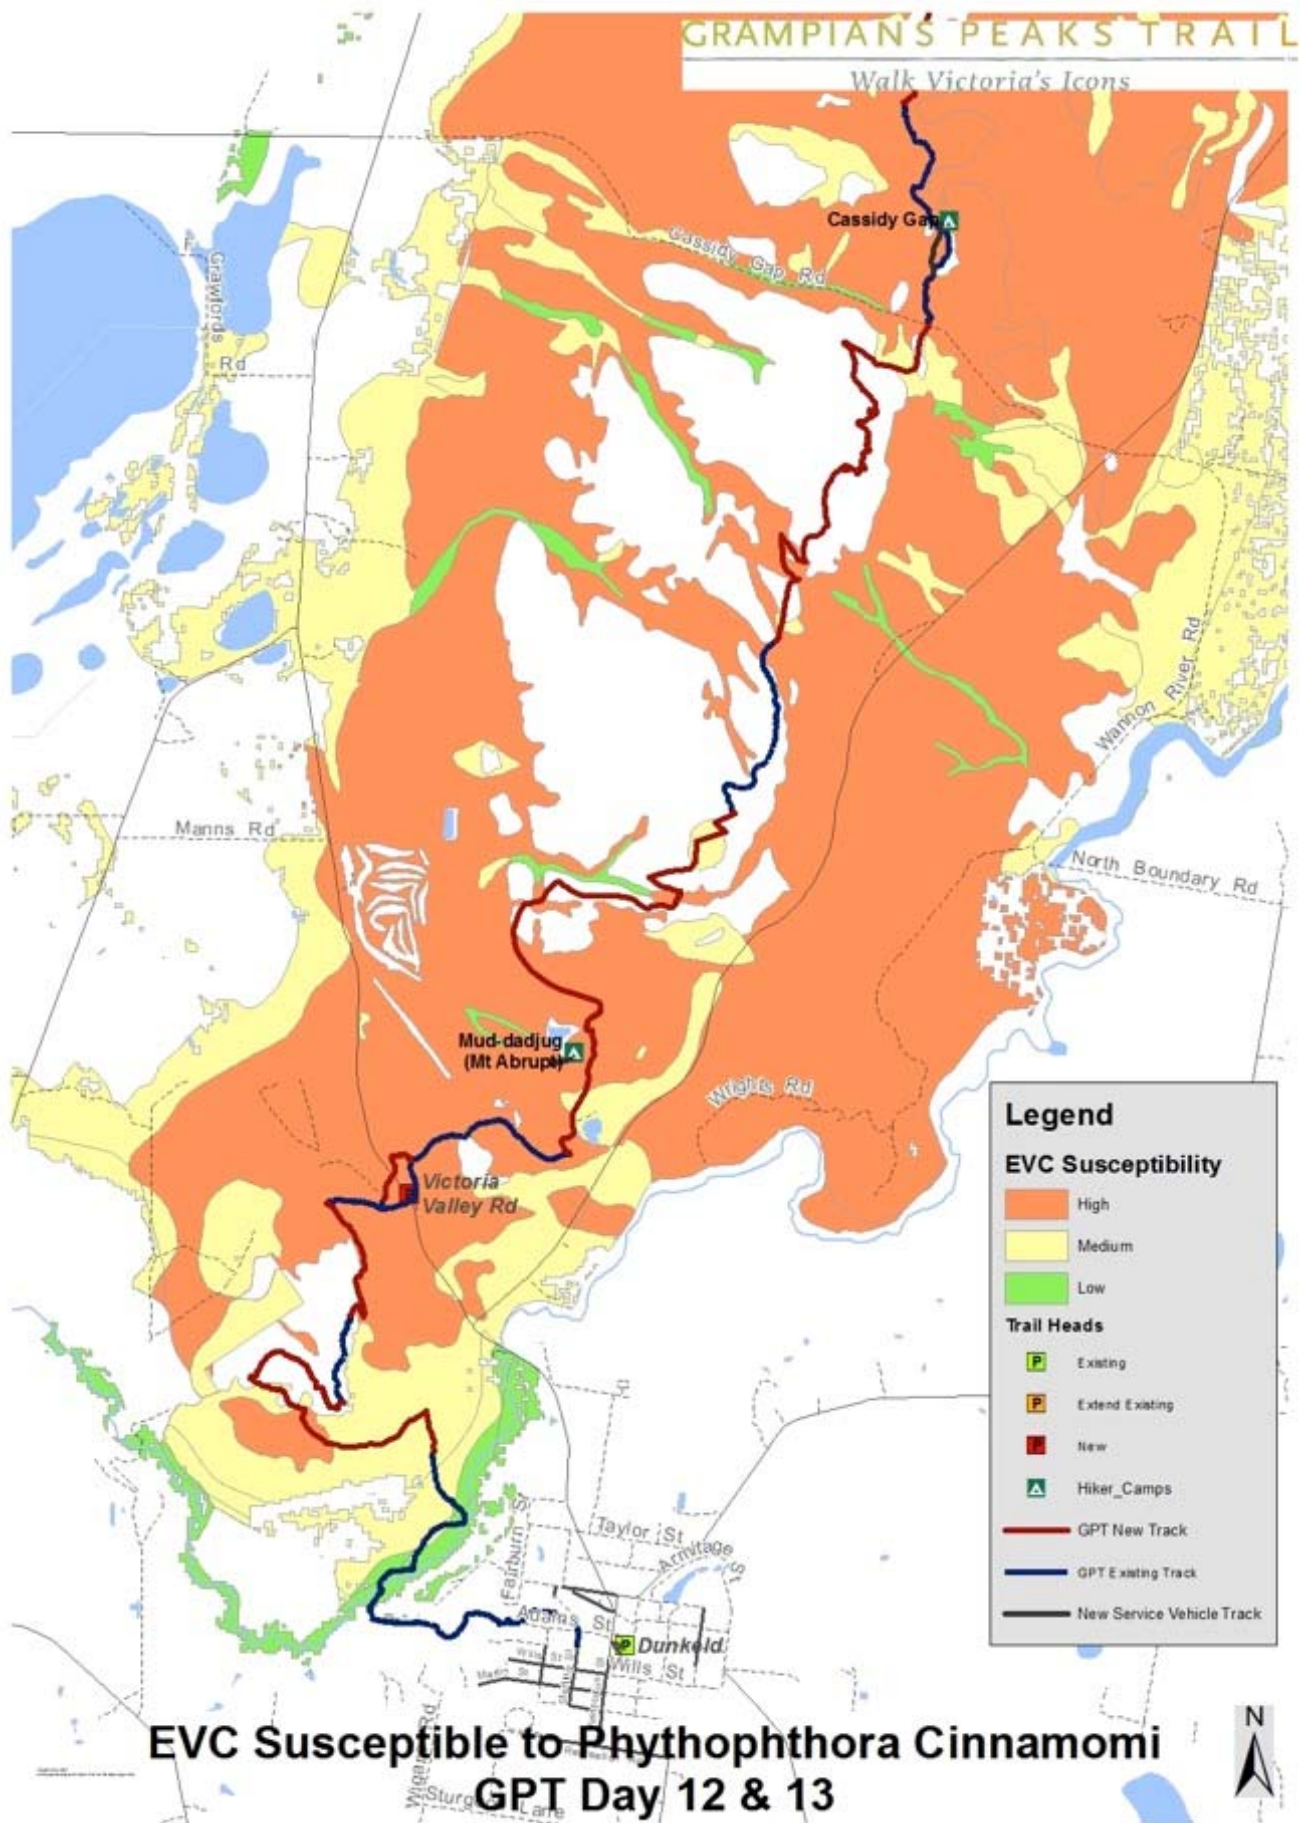 GRAMPIANS PEAKS TRAIL
Walk Victoria's Icons
Cassidy Gap
Cassidy Gap Rd
Crawfords
Rd
Wannon River Rd
Manns Rd
North Boundary Rd
Mud-dadjug
(Mt Abrupt)
Wrights Rd
Victoria
Valley Rd
Legend
EVC Susceptibility
High
Medium
Low
Trail Heads
P Existing
P Extend Existing
P New
Hiker_Camps
GPT New Track
GPT Existing Track
New Service Vehicle Track
Fairburn St
Taylor St
Armitage St
Adams St
P Dunkeld
Wills St
EVC Susceptible to Phythophthora Cinnamomi
GPT Day 12 & 13
N